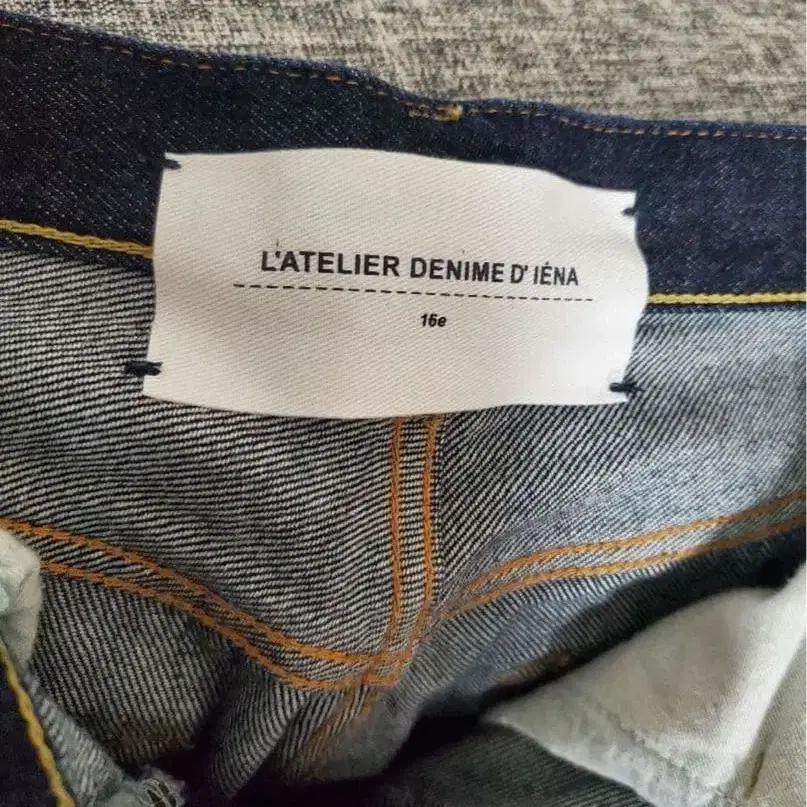 L'ATELIER DENIME D' IÉNA
16e